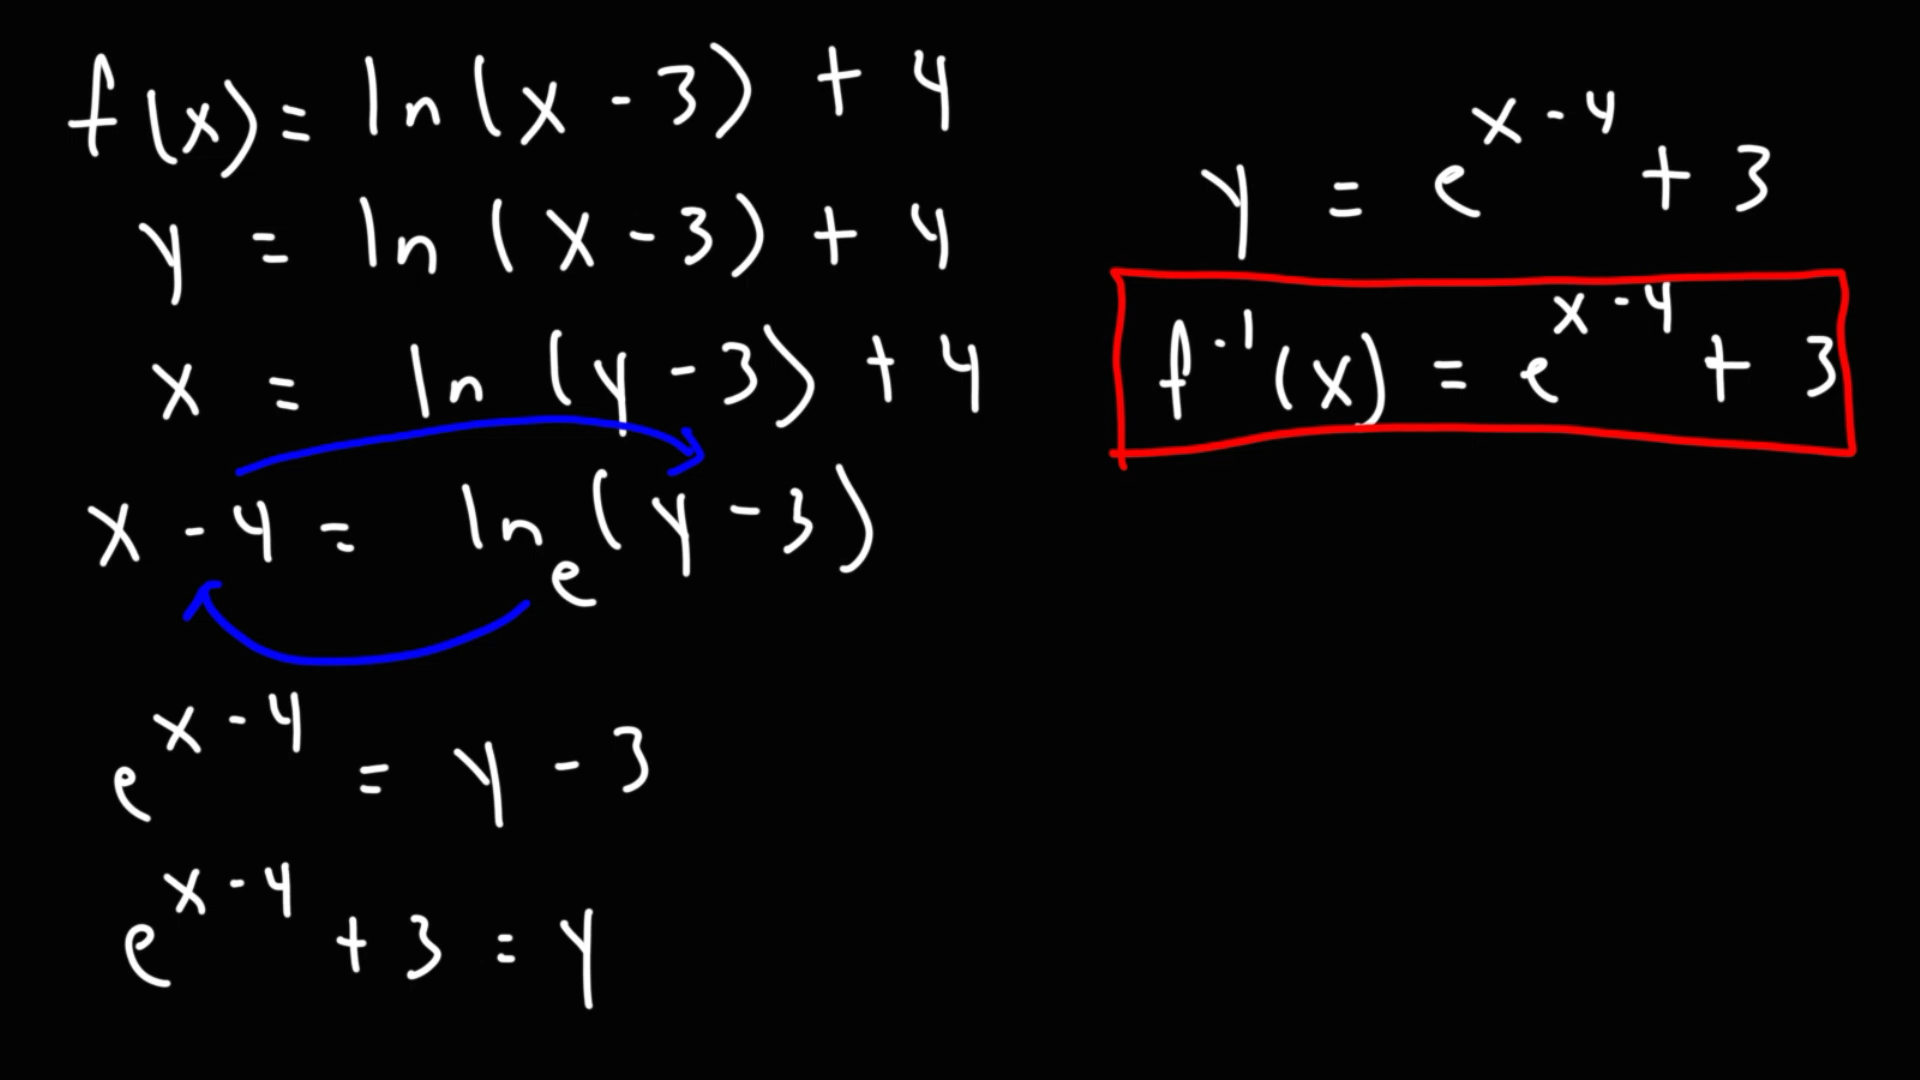 f(x) = ln(x - 3) + 4
y = ln(x - 3) + 4
x = ln(y - 3) + 4
x - 4 = lnₑ(y - 3)
e^{x - 4} = y - 3
e^{x - 4} + 3 = y
y = e^{x - 4} + 3
f^{-1}(x) = e^{x - 4} + 3